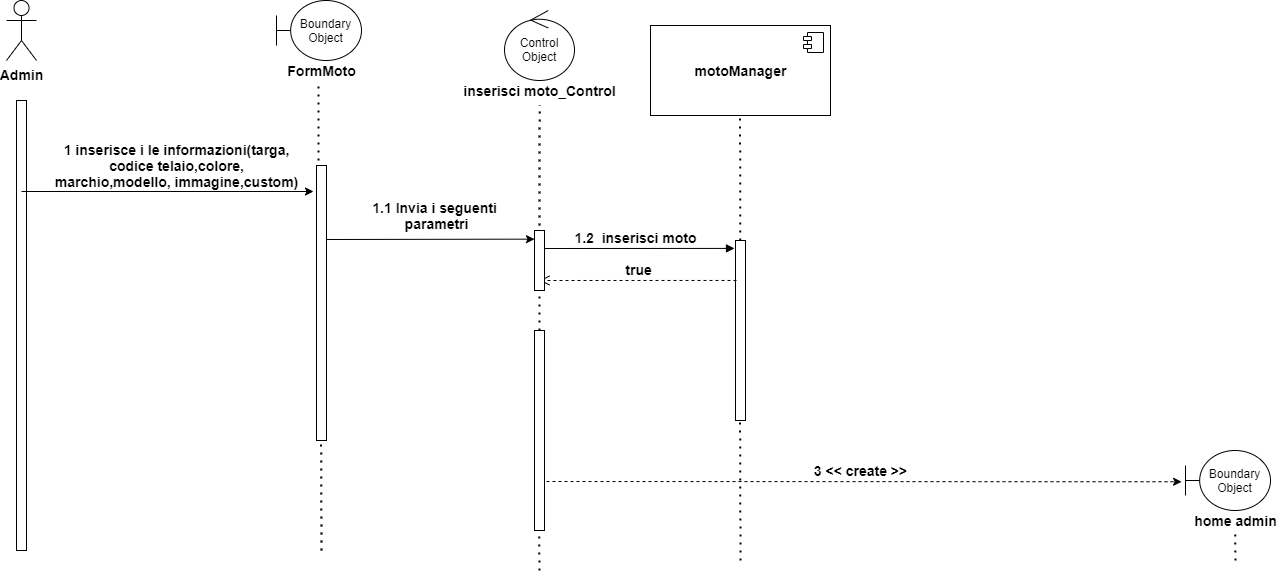 Boundary
Object
FormMoto
Control
Object
inserisci moto_Control
motoManager
Admin
1 inserisce i le informazioni(targa,
codice telaio,colore,
marchio,modello, immagine,custom)
1.1 Invia i seguenti
parametri
1.2 inserisci moto
true
3 << create >>
Boundary
Object
home admin